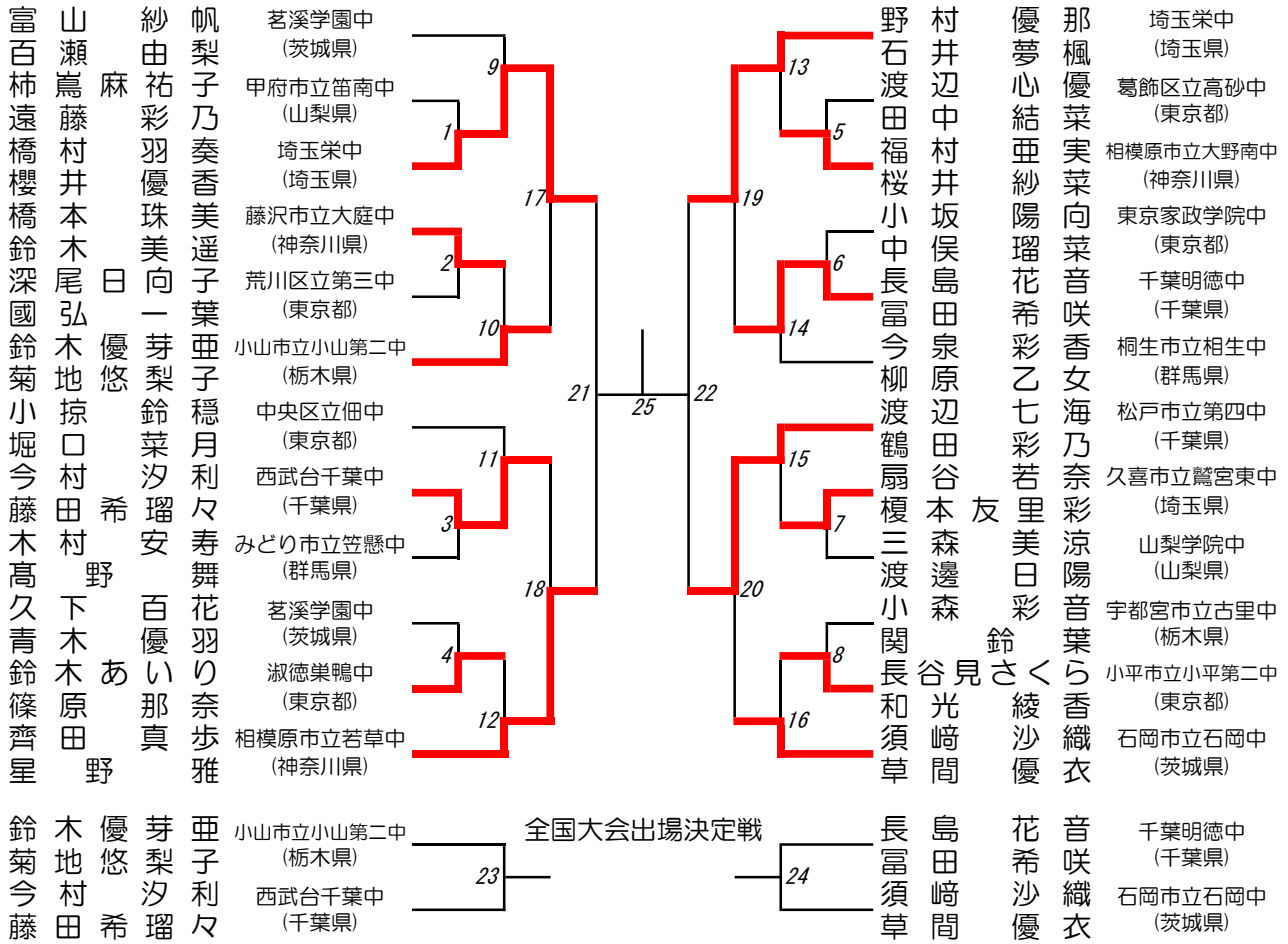 富山紗帆 茗溪学園中
百瀬由梨 (茨城県)
柿嶌麻祐子 甲府市立笛南中
遠藤彩乃 (山梨県)
橋村羽奏 埼玉栄中
櫻井優香 (埼玉県)
橋本珠美 藤沢市立大庭中
鈴木美遥 (神奈川県)
深尾日向子 荒川区立第三中
國弘一葉 (東京都)
鈴木優芽亜 小山市立小山第二中
菊地悠梨子 (栃木県)
小掠鈴穏 中央区立佃中
堀口菜月 (東京都)
今村汐利 西武台千葉中
藤田希瑠々 (千葉県)
木村安寿 みどり市立笠懸中
髙野舞 (群馬県)
久下百花 茗溪学園中
青木優羽 (茨城県)
鈴木あいり 淑徳巣鴨中
篠原那奈 (東京都)
齊田真歩 相模原市立若草中
星野雅 (神奈川県)
9
1
17
2
10
21
11
3
18
4
12
25
13
5
19
6
14
22
15
7
20
8
16
野村優那 埼玉栄中
石井夢楓 (埼玉県)
渡辺心優 葛飾区立高砂中
田中結菜 (東京都)
福村亜実 相模原市立大野南中
桜井紗菜 (神奈川県)
小坂陽向 東京家政学院中
中俣瑠菜 (東京都)
長島花音 千葉明徳中
冨田希咲 (千葉県)
今泉彩香 桐生市立相生中
柳原乙女 (群馬県)
渡辺七海 松戸市立第四中
鶴田彩乃 (千葉県)
扇谷若奈 久喜市立鷲宮東中
榎本友里彩 (埼玉県)
三森美涼 山梨学院中
渡邊日陽 (山梨県)
小森彩音 宇都宮市立古里中
関鈴葉 (栃木県)
長谷見さくら 小平市立小平第二中
和光綾香 (東京都)
須﨑沙織 石岡市立石岡中
草間優衣 (茨城県)
全国大会出場決定戦
鈴木優芽亜 小山市立小山第二中
菊地悠梨子 (栃木県)
今村汐利 西武台千葉中
藤田希瑠々 (千葉県)
23
24
長島花音 千葉明徳中
冨田希咲 (千葉県)
須﨑沙織 石岡市立石岡中
草間優衣 (茨城県)